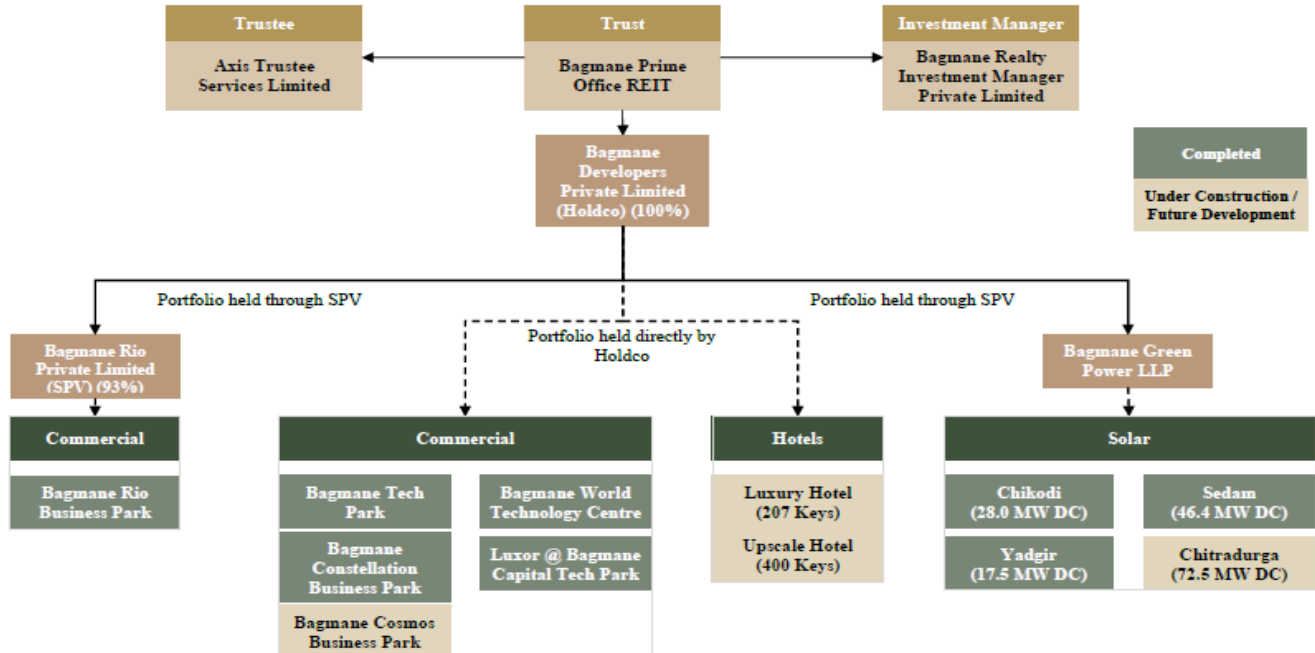 Trustee
Axis Trustee
Services Limited
Trust
Bagmane Prime
Office REIT
Investment Manager
Bagmane Realty
Investment Manager
Private Limited
Bagmane
Developers
Private Limited
(Holdco) (100%)
Completed
Under Construction /
Future Development
Portfolio held through SPV
Portfolio held through SPV
Portfolio held directly by
Holdco
Bagmane Rio
Private Limited
(SPV) (93%)
Bagmane Green
Power LLP
Commercial
Bagmane Rio
Business Park
Commercial
Bagmane Tech
Park
Bagmane World
Technology Centre
Bagmane
Constellation
Business Park
Luxor @ Bagmane
Capital Tech Park
Bagmane Cosmos
Business Park
Hotels
Luxury Hotel
(207 Keys)
Upscale Hotel
(400 Keys)
Solar
Chikodi
(28.0 MW DC)
Sedam
(46.4 MW DC)
Yadgir
(17.5 MW DC)
Chitradurga
(72.5 MW DC)